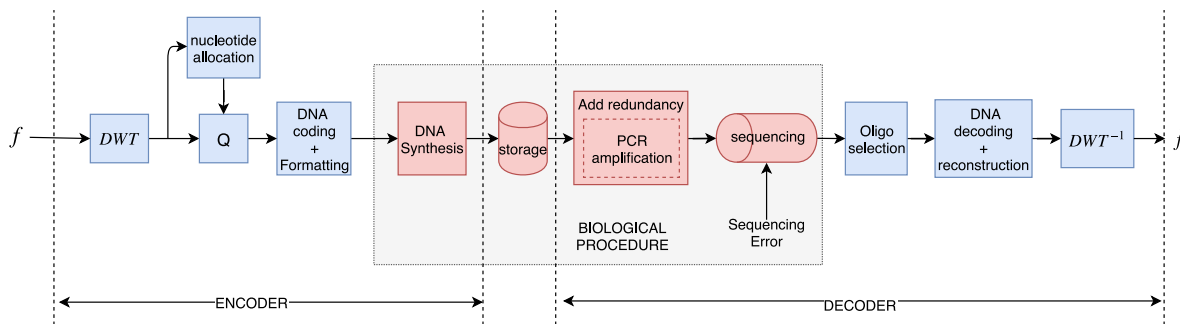 nucleotide
allocation
f
DWT
Q
DNA
coding
+
Formatting
DNA
Synthesis
storage
Add redundancy
PCR
amplification
sequencing
Oligo
selection
DNA
decoding
+
reconstruction
DWT⁻¹
f
Sequencing
Error
BIOLOGICAL
PROCEDURE
ENCODER
DECODER